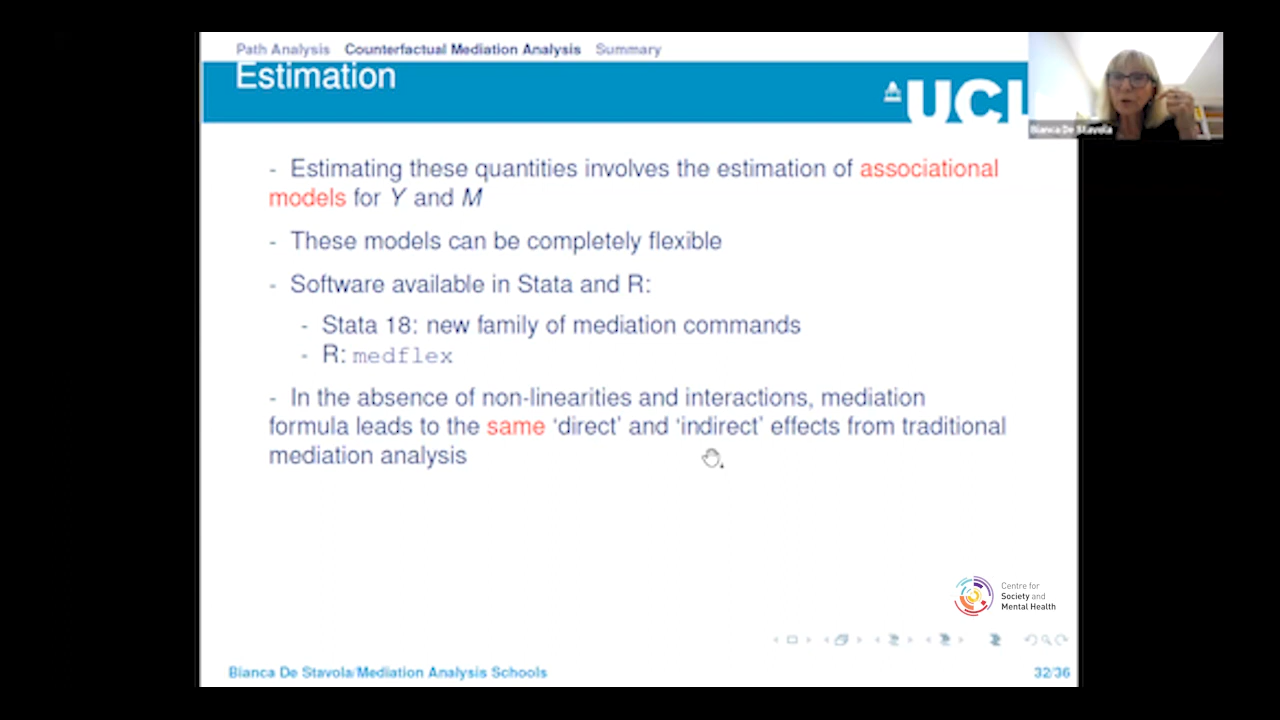 Path Analysis Counterfactual Mediation Analysis Summary
Estimation
UCL
Bianca De Stavola
- Estimating these quantities involves the estimation of associational
models for Y and M
- These models can be completely flexible
- Software available in Stata and R:
- Stata 18: new family of mediation commands
- R: medflex
- In the absence of non-linearities and interactions, mediation
formula leads to the same ‘direct’ and ‘indirect’ effects from traditional
mediation analysis
Centre for
Society and
Mental Health
Bianca De Stavola/Mediation Analysis Schools
32/36